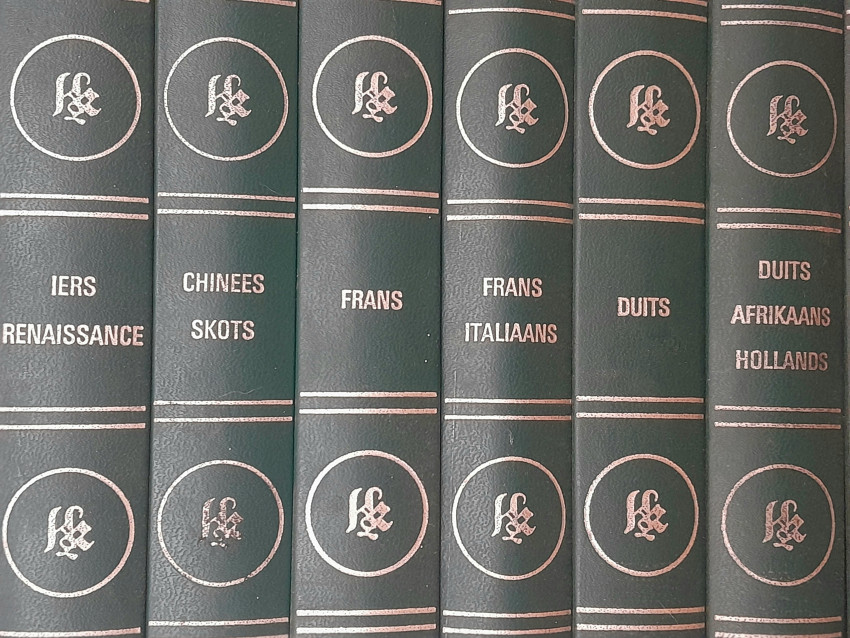 IERS
RENAISSANCE
CHINEES
SKOTS
FRANS
FRANS
ITALIAANS
DUITS
DUITS
AFRIKAANS
HOLLANDS